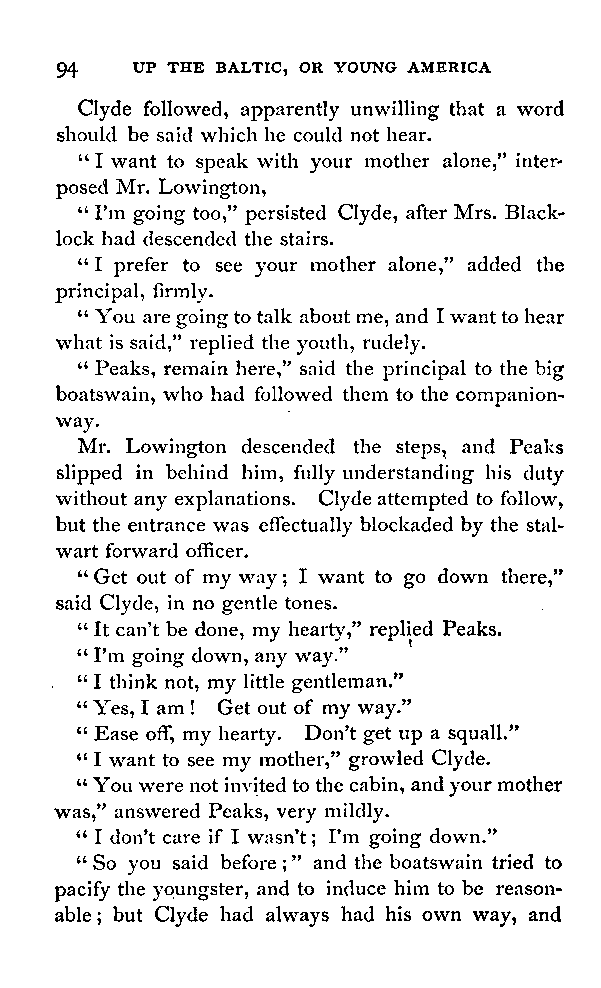 94 UP THE BALTIC, OR YOUNG AMERICA
Clyde followed, apparently unwilling that a word
should be said which he could not hear.
“I want to speak with your mother alone,” inter-
posed Mr. Lowington,
“I'm going too,” persisted Clyde, after Mrs. Black-
lock had descended the stairs.
“I prefer to see your mother alone,” added the
principal, firmly.
“You are going to talk about me, and I want to hear
what is said,” replied the youth, rudely.
“Peaks, remain here,” said the principal to the big
boatswain, who had followed them to the companion-
way.
Mr. Lowington descended the steps, and Peaks
slipped in behind him, fully understanding his duty
without any explanations. Clyde attempted to follow,
but the entrance was effectually blockaded by the stal-
wart forward officer.
“Get out of my way; I want to go down there,”
said Clyde, in no gentle tones.
“It can't be done, my hearty,” replied Peaks.
“I'm going down, any way.”
“I think not, my little gentleman.”
“Yes, I am! Get out of my way.”
“Ease off, my hearty. Don't get up a squall.”
“I want to see my mother,” growled Clyde.
“You were not invited to the cabin, and your mother
was,” answered Peaks, very mildly.
“I don't care if I wasn't; I'm going down.”
“So you said before;” and the boatswain tried to
pacify the youngster, and to induce him to be reason-
able; but Clyde had always had his own way, and